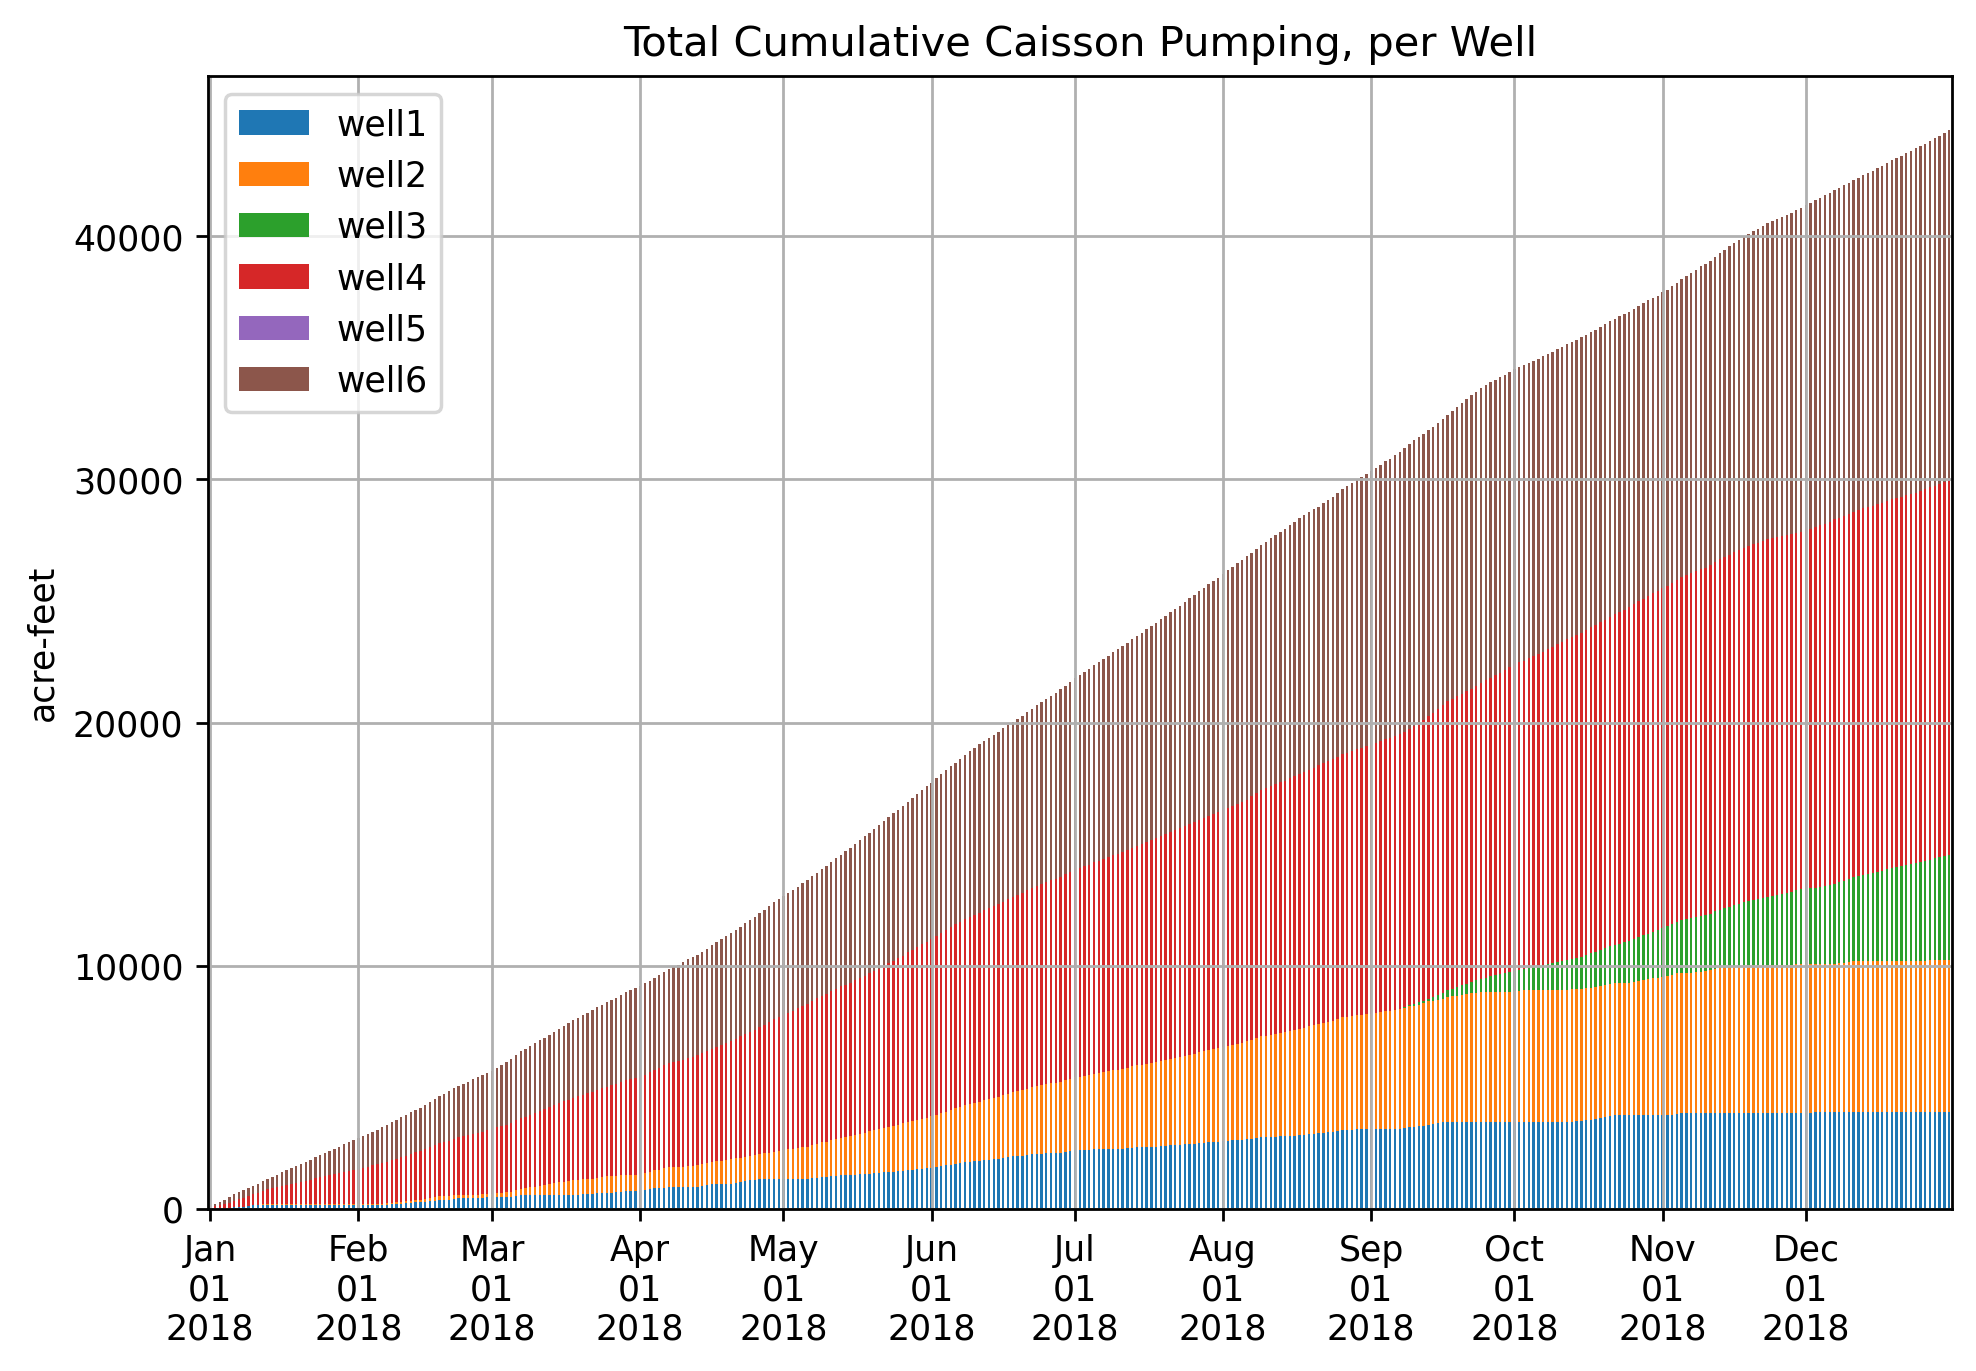 Total Cumulative Caisson Pumping, per Well
well1
well2
well3
well4
well5
well6
acre-feet
40000
30000
20000
10000
0
Jan Feb Mar Apr May Jun Jul Aug Sep Oct Nov Dec
01 01 01 01 01 01 01 01 01 01 01 01
2018 2018 2018 2018 2018 2018 2018 2018 2018 2018 2018 2018